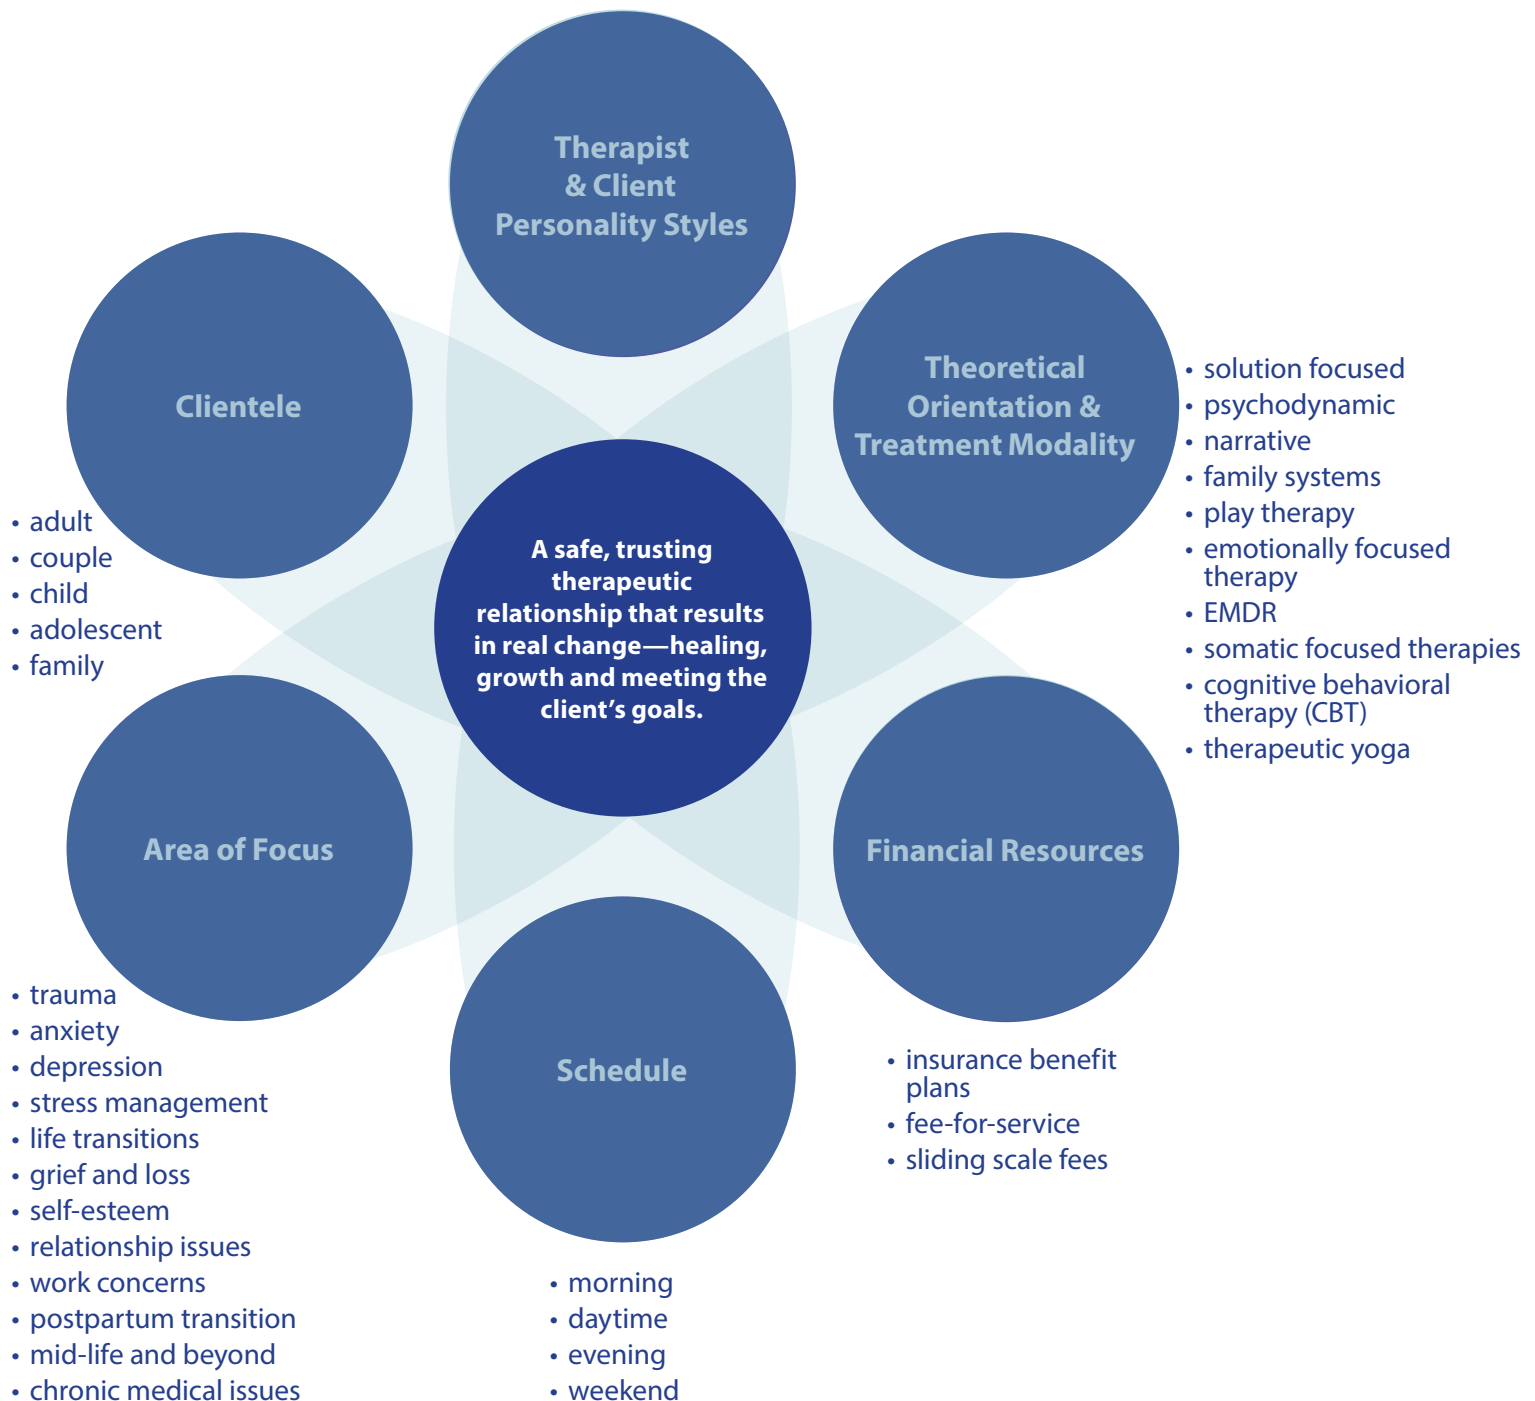 Therapist
& Client
Personality Styles
Clientele
• adult
• couple
• child
• adolescent
• family
Theoretical
Orientation &
Treatment Modality
• solution focused
• psychodynamic
• narrative
• family systems
• play therapy
• emotionally focused
therapy
• EMDR
• somatic focused therapies
• cognitive behavioral
therapy (CBT)
• therapeutic yoga
A safe, trusting
therapeutic
relationship that results
in real change—healing,
growth and meeting the
client’s goals.
Area of Focus
• trauma
• anxiety
• depression
• stress management
• life transitions
• grief and loss
• self-esteem
• relationship issues
• work concerns
• postpartum transition
• mid-life and beyond
• chronic medical issues
Schedule
• morning
• daytime
• evening
• weekend
Financial Resources
• insurance benefit
plans
• fee-for-service
• sliding scale fees